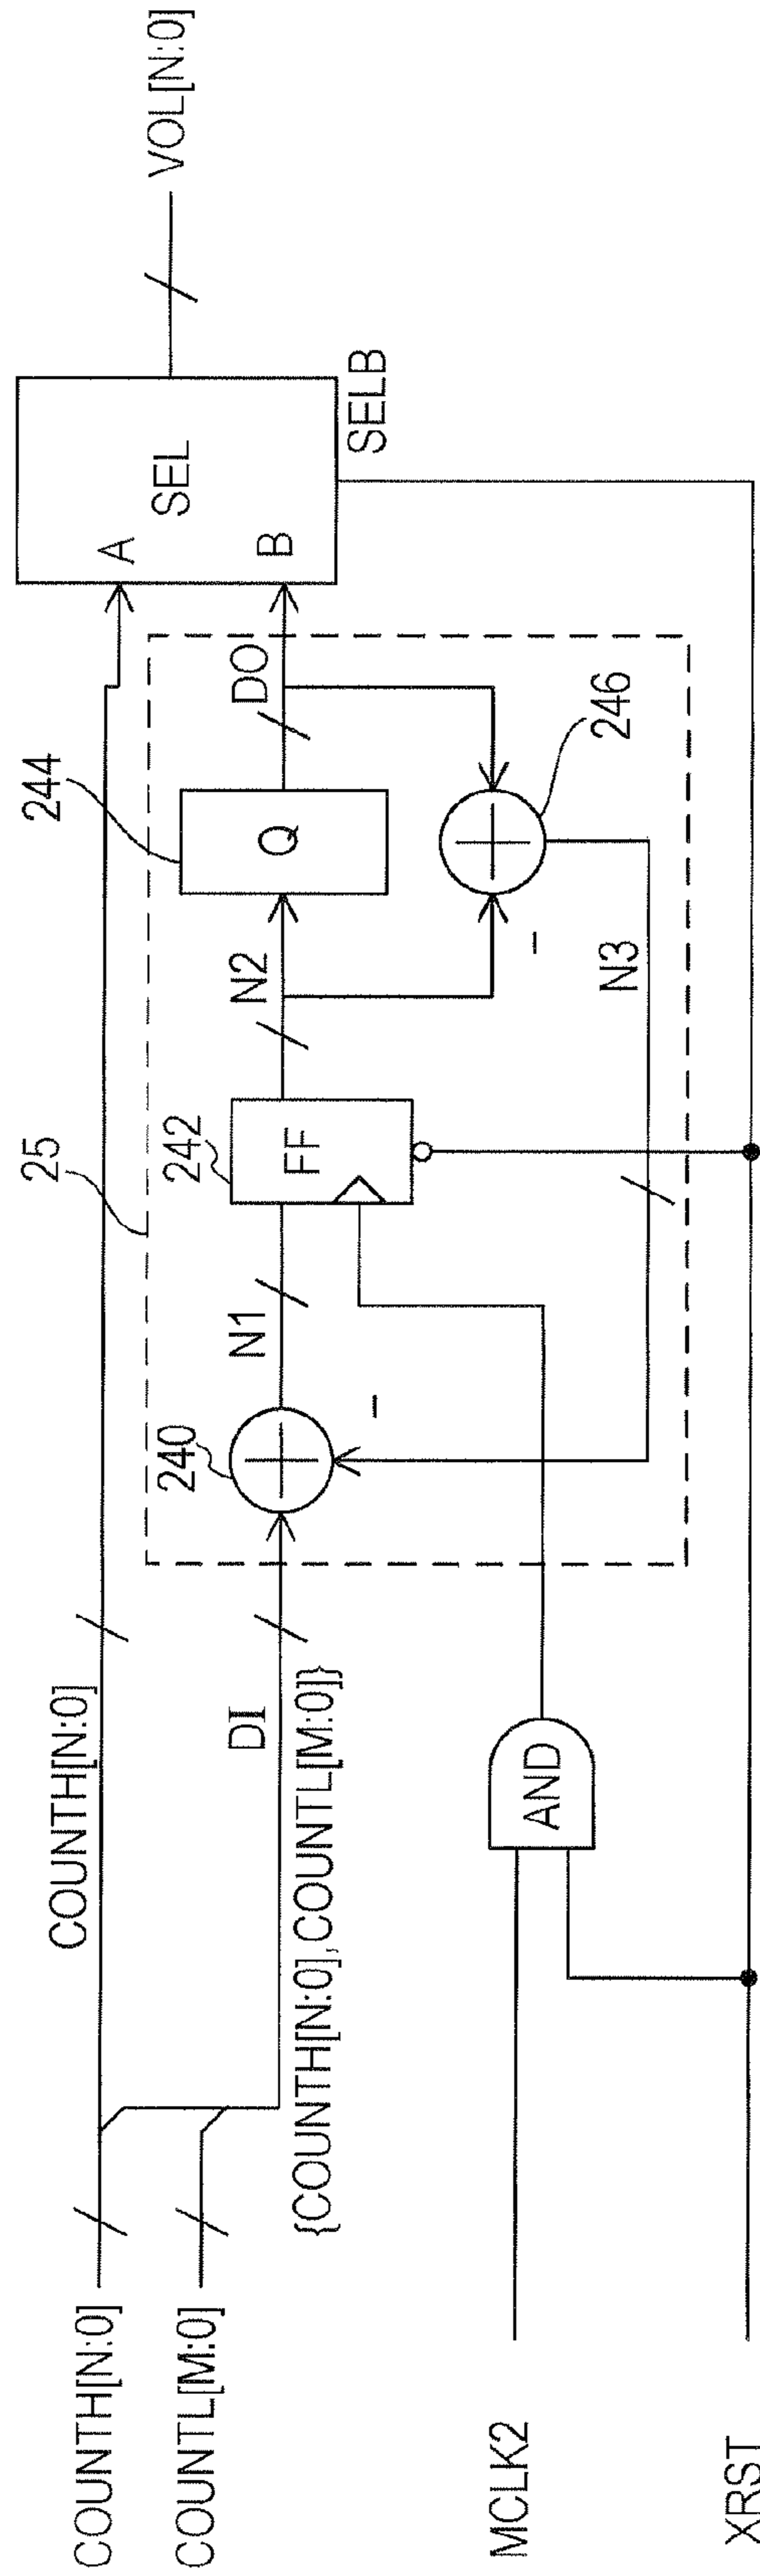 COUNTH[N:0]
COUNTL[M:0]
MCLK2
XRST
COUNTH[N:0]
DI
{COUNTH[N:0],COUNTL[M:0]}
AND
25
240
-
N1
242
FF
N2
244
Q
DO
-
246
N3
A
B
SEL
SELB
VOL[N:0]